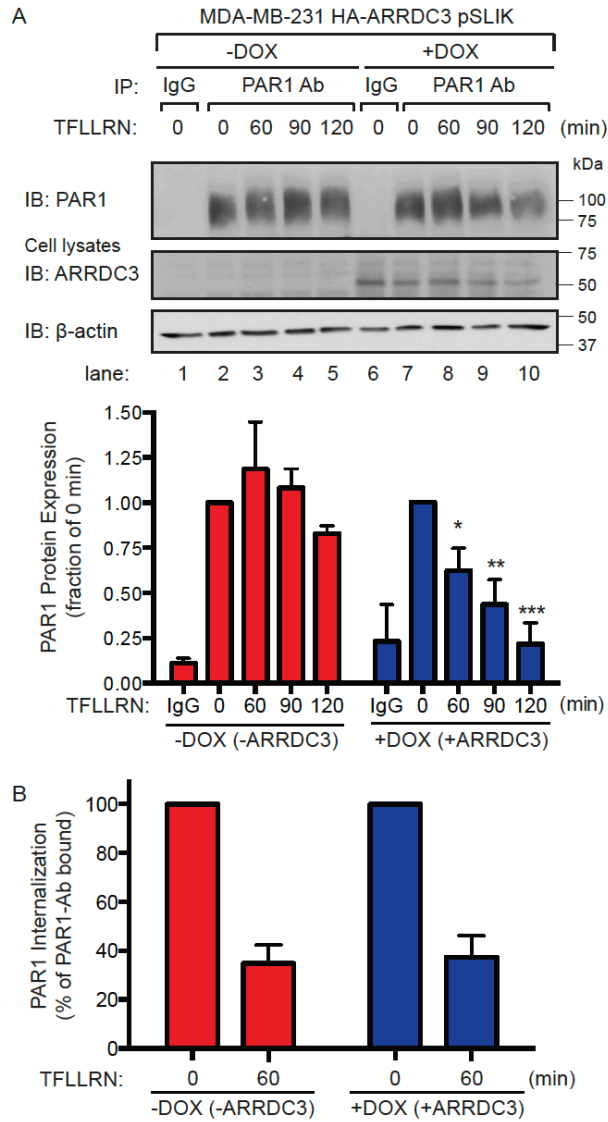 A
MDA-MB-231 HA-ARRDC3 pSLIK
-DOX +DOX
IP: IgG PAR1 Ab IgG PAR1 Ab
TFLLRN: 0 0 60 90 120 0 0 60 90 120 (min)
kDa
IB: PAR1
100
75
Cell lysates
75
IB: ARRDC3
50
IB: β-actin
50
37
lane: 1 2 3 4 5 6 7 8 9 10
PAR1 Protein Expression
(fraction of 0 min)
1.50
1.25
1.00
0.75
0.50
0.25
0.00
* ** ***
TFLLRN: IgG 0 60 90 120 IgG 0 60 90 120 (min)
-DOX (-ARRDC3) +DOX (+ARRDC3)
B
PAR1 Internalization
(% of PAR1-Ab bound)
100
80
60
40
20
0
TFLLRN: 0 60 0 60 (min)
-DOX (-ARRDC3) +DOX (+ARRDC3)